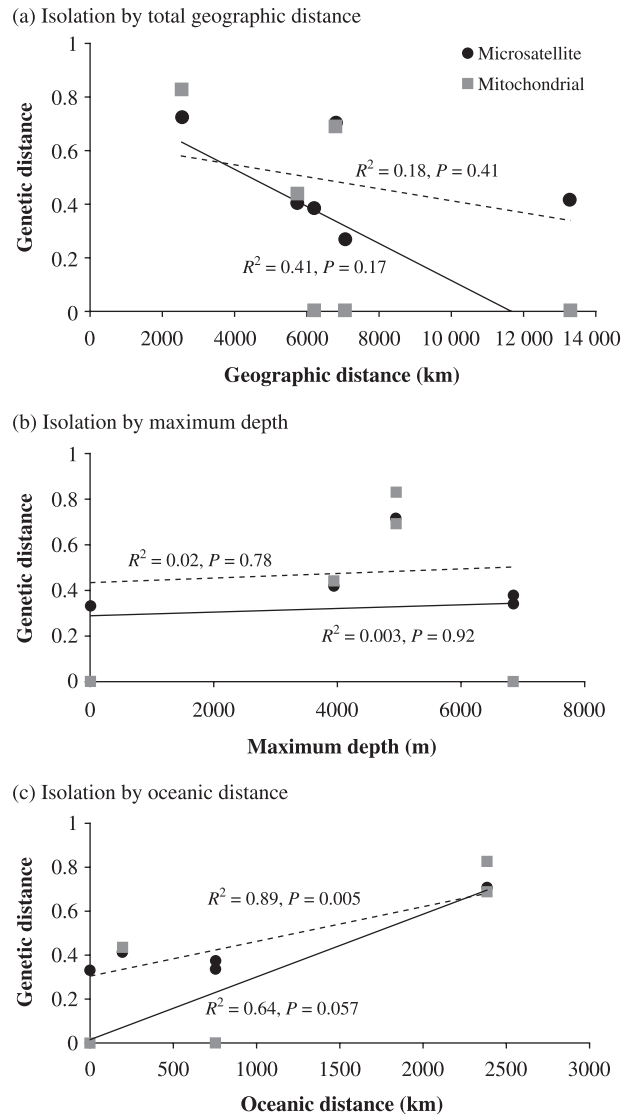 (a) Isolation by total geographic distance
1
0.8
0.6
0.4
0.2
0
Genetic distance
Microsatellite
Mitochondrial
R² = 0.18, P = 0.41
R² = 0.41, P = 0.17
0 2000 4000 6000 8000 10 000 12 000 14 000
Geographic distance (km)
(b) Isolation by maximum depth
1
0.8
0.6
0.4
0.2
0
Genetic distance
R² = 0.02, P = 0.78
R² = 0.003, P = 0.92
0 2000 4000 6000 8000
Maximum depth (m)
(c) Isolation by oceanic distance
1
0.8
0.6
0.4
0.2
0
Genetic distance
R² = 0.89, P = 0.005
R² = 0.64, P = 0.057
0 500 1000 1500 2000 2500 3000
Oceanic distance (km)